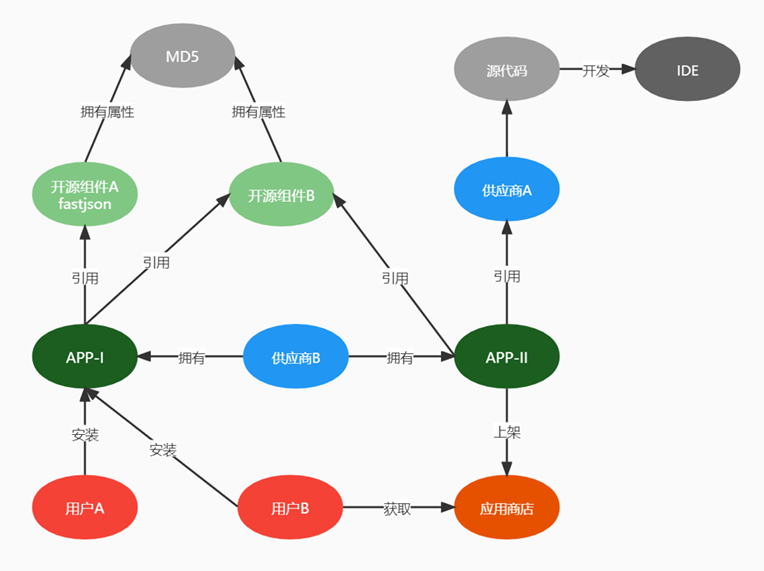 MD5
源代码
开发
IDE
拥有属性
拥有属性
开源组件A
fastjson
开源组件B
供应商A
引用
引用
引用
引用
APP-I
拥有
供应商B
拥有
APP-II
安装
安装
上架
用户A
用户B
获取
应用商店